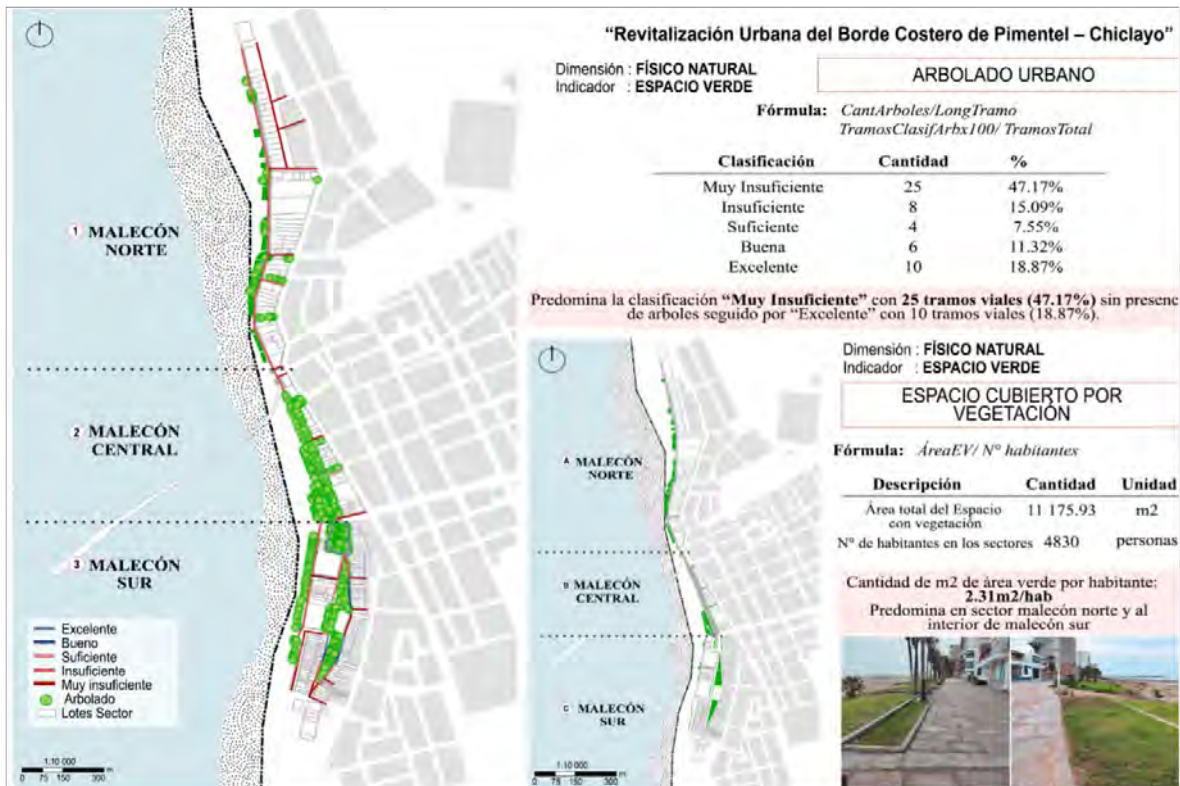 “Revitalización Urbana del Borde Costero de Pimentel – Chiclayo”
Dimensión : FÍSICO NATURAL
Indicador : ESPACIO VERDE
ARBOLADO URBANO
Fórmula: CantArboles/LongTramo
TramosClasifArbx100/ TramosTotal
Clasificación Cantidad %
Muy Insuficiente 25 47.17%
Insuficiente 8 15.09%
Suficiente 4 7.55%
Buena 6 11.32%
Excelente 10 18.87%
Predomina la clasificación “Muy Insuficiente” con 25 tramos viales (47.17%) sin presenc
de arboles seguido por “Excelente” con 10 tramos viales (18.87%).
1 MALECÓN
NORTE
2 MALECÓN
CENTRAL
3 MALECÓN
SUR
Excelente
Bueno
Suficiente
Insuficiente
Muy insuficiente
Arbolado
Lotes Sector
1:10 000
0 75 150 300 m
A MALECÓN
NORTE
B MALECÓN
CENTRAL
C MALECÓN
SUR
1:10 000
0 75 150 300 m
Dimensión : FÍSICO NATURAL
Indicador : ESPACIO VERDE
ESPACIO CUBIERTO POR
VEGETACIÓN
Fórmula: ÁreaEV/ N° habitantes
Descripción Cantidad Unidad
Área total del Espacio
con vegetación 11 175.93 m2
N° de habitantes en los sectores 4830 personas
Cantidad de m2 de área verde por habitante:
2.31m2/hab
Predomina en sector malecón norte y al
interior de malecón sur